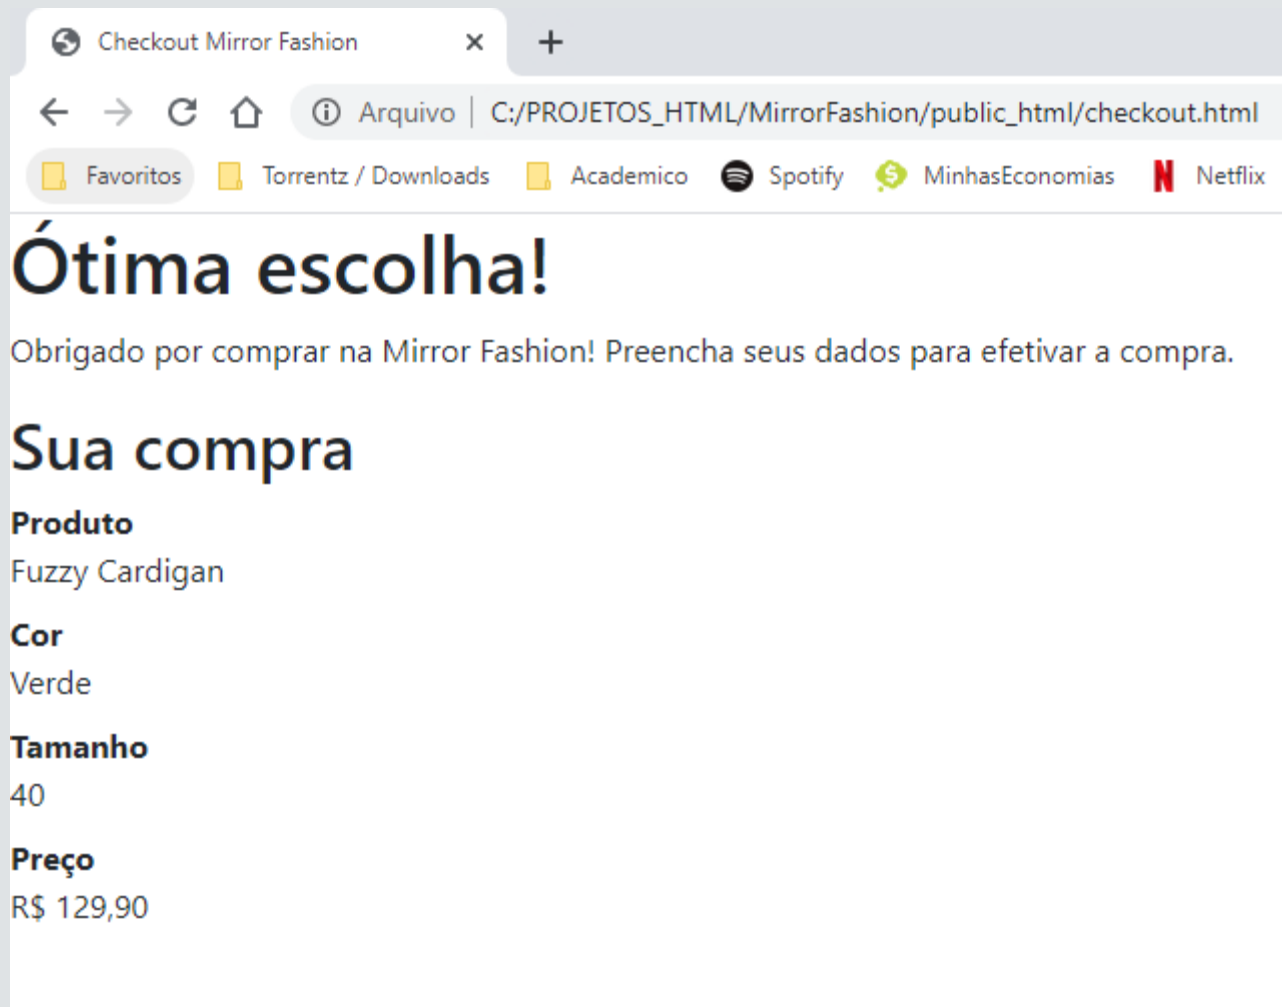 Checkout Mirror Fashion
Arquivo C:/PROJETOS_HTML/MirrorFashion/public_html/checkout.html
Favoritos Torrentz / Downloads Academico Spotify MinhasEconomias Netflix
Ótima escolha!
Obrigado por comprar na Mirror Fashion! Preencha seus dados para efetivar a compra.
Sua compra
Produto
Fuzzy Cardigan
Cor
Verde
Tamanho
40
Preço
R$ 129,90